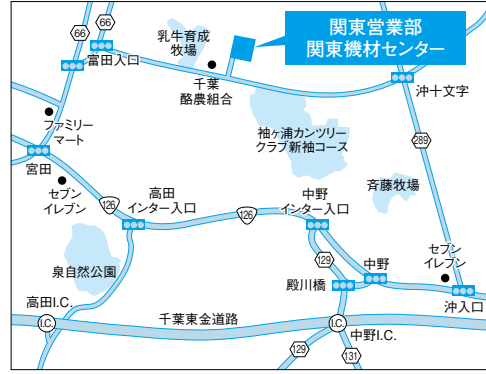 関東営業部
関東機材センター
66
66
乳牛育成
牧場
富田入口
千葉
酪農組合
沖十文字
ファミリー
マート
袖ヶ浦カンツリー
クラブ新袖コース
289
宮田
斉藤牧場
セブン
イレブン
126
高田
インター入口
126
中野
インター入口
泉自然公園
129
中野
セブン
イレブン
殿川橋
高田I.C.
沖入口
千葉東金道路
I.C.
I.C.
中野I.C.
129
131